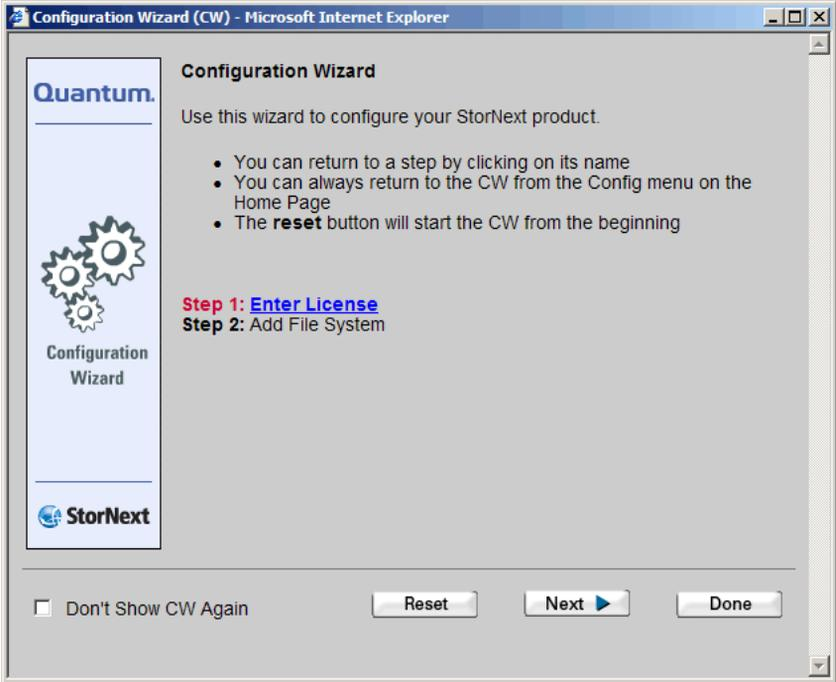 Configuration Wizard (CW) - Microsoft Internet Explorer
Quantum.
Configuration
Wizard
StorNext
Configuration Wizard
Use this wizard to configure your StorNext product.
• You can return to a step by clicking on its name
• You can always return to the CW from the Config menu on the
Home Page
• The reset button will start the CW from the beginning
Step 1: Enter License
Step 2: Add File System
Don't Show CW Again
Reset
Next
Done